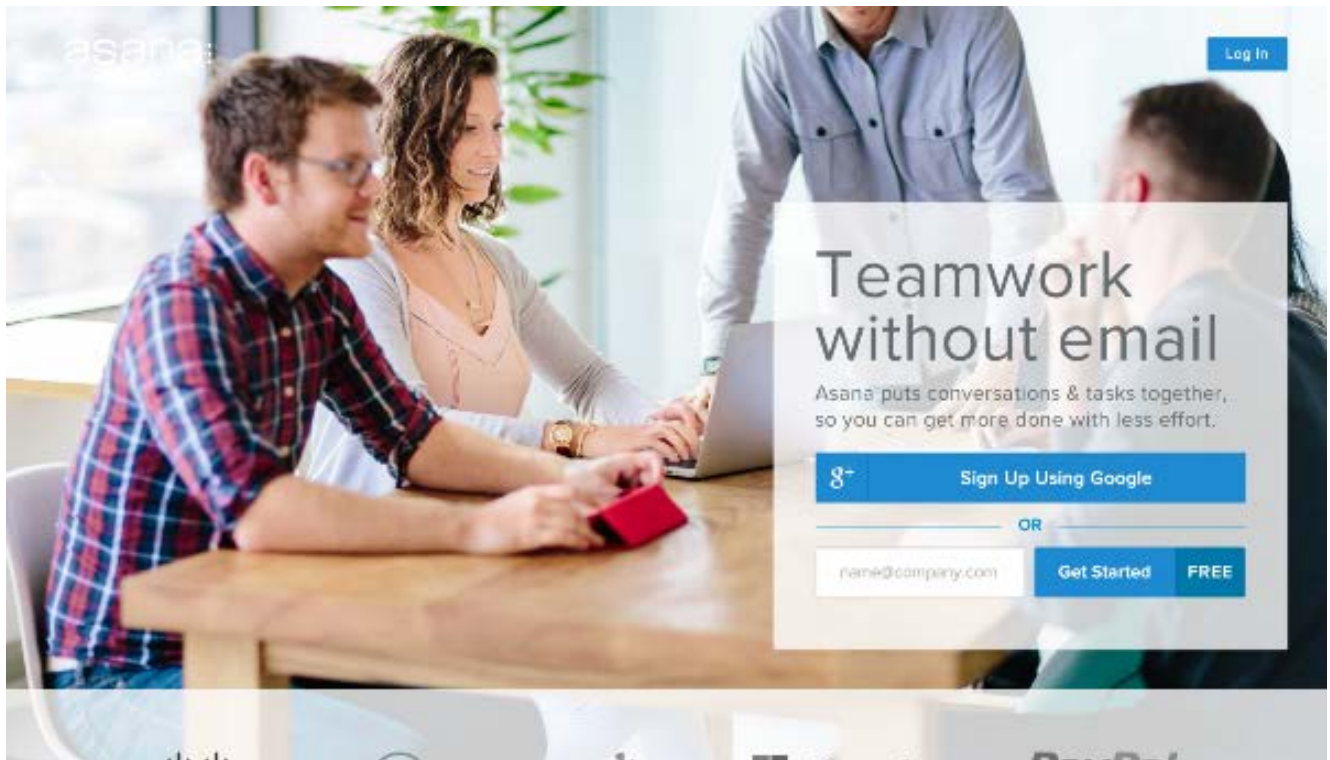 asana:
Log In
Teamwork
without email
Asana puts conversations & tasks together,
so you can get more done with less effort.
g+ Sign Up Using Google
OR
name@company.com Get Started FREE
PayPal